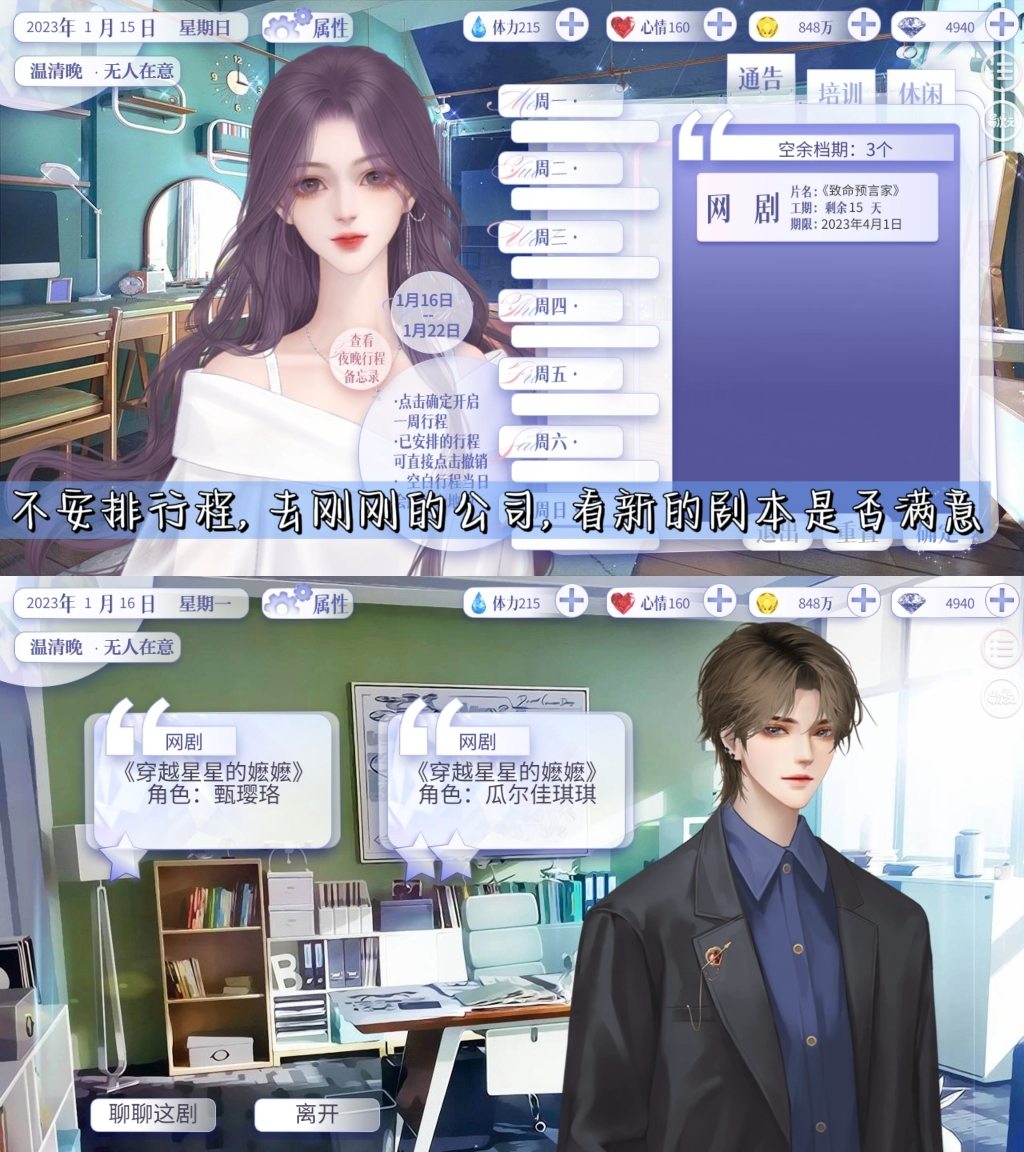 2023年 1 月 15 日 星期日
属性
体力215
心情160
848万
4940
温清晚 · 无人在意
通告
培训
休闲
周一 ·
周二 ·
周三 ·
周四 ·
周五 ·
周六 ·
周日
空余档期：3个
网 剧
片名：《致命预言家》
工期：剩余15 天
期限：2023年4月1日
1月16日
--
1月22日
查看
夜晚行程
备忘录
·点击确定开启
一周行程
·已安排的行程
可直接点击撤销
· 空白行程当日
不安排行程，去刚刚的公司，看新的剧本是否满意
退出
重置
确定
2023年 1 月 16 日 星期一
属性
体力215
心情160
848万
4940
温清晚 · 无人在意
网剧
《穿越星星的嬷嬷》
角色：甄璎珞
网剧
《穿越星星的嬷嬷》
角色：瓜尔佳琪琪
聊聊这剧
离开